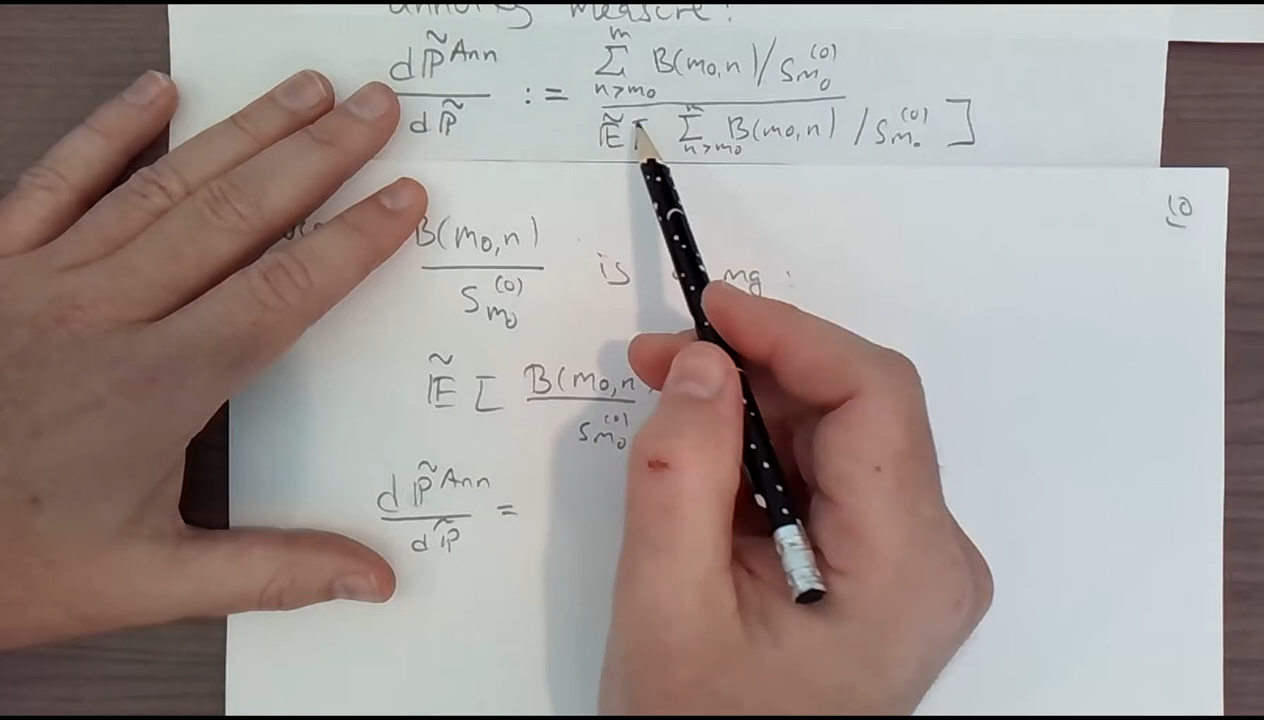 measure:
dP̃^Ann / dP̃ := Σ_{n>m₀}^m B(m₀,n)/S_{m₀}^{(0)} / Ẽ[ Σ_{n>m₀}^m B(m₀,n) / S_{m₀}^{(0)} ]
10
B(m₀,n) / S_{m₀}^{(0)} is mg:
Ẽ [ B(m₀,n / S_{m₀}^{(0)}
dP̃^Ann / dP̃ =